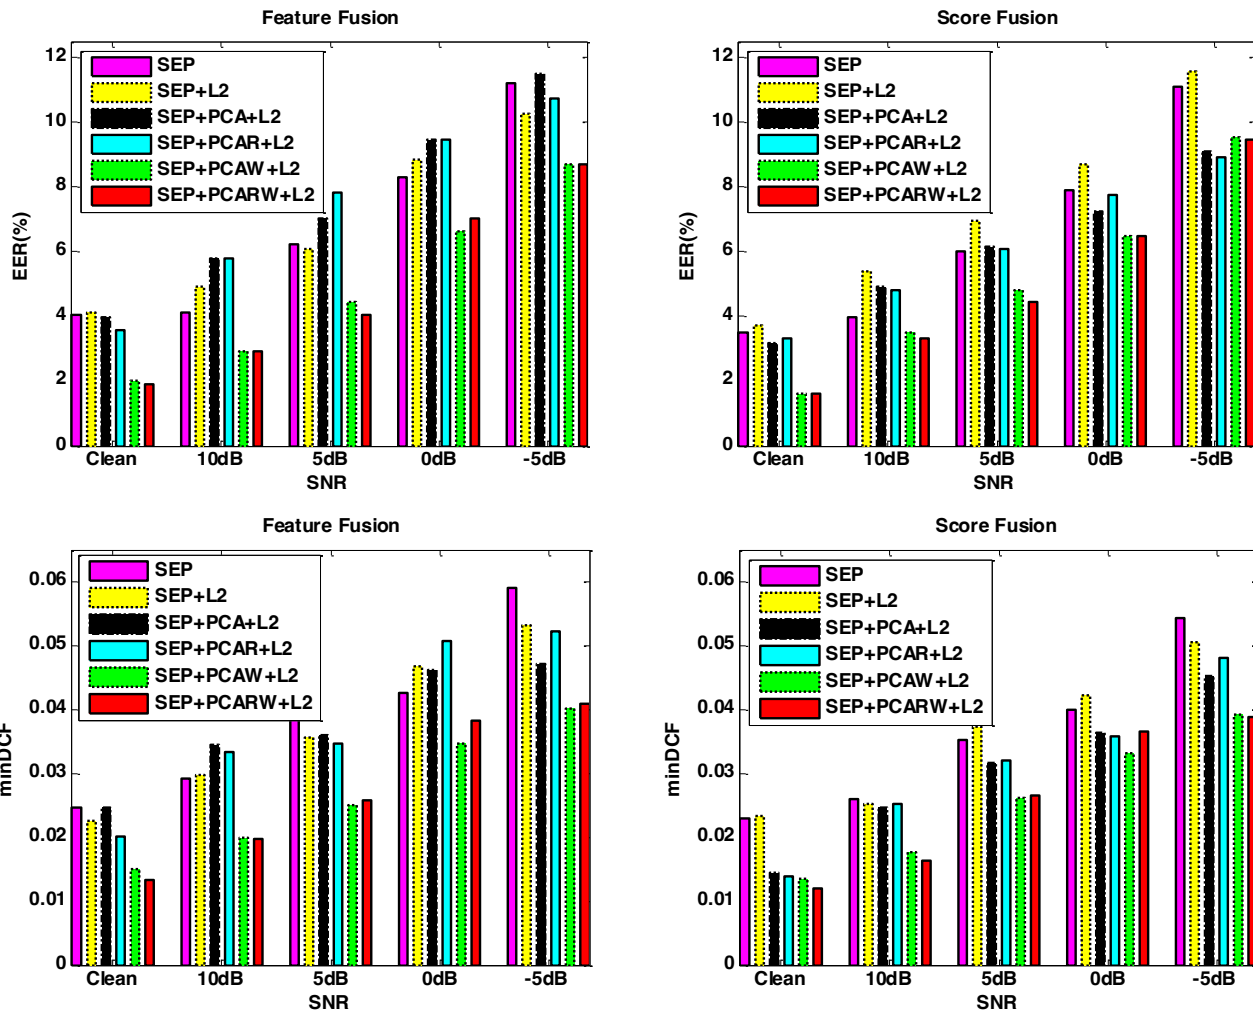 Feature Fusion
12
10
8
6
4
2
0
EER(%)
SEP
SEP+L2
SEP+PCA+L2
SEP+PCAR+L2
SEP+PCAW+L2
SEP+PCARW+L2
Clean 10dB 5dB 0dB -5dB
SNR
Score Fusion
12
10
8
6
4
2
0
EER(%)
SEP
SEP+L2
SEP+PCA+L2
SEP+PCAR+L2
SEP+PCAW+L2
SEP+PCARW+L2
Clean 10dB 5dB 0dB -5dB
SNR
Feature Fusion
0.06
0.05
0.04
0.03
0.02
0.01
0
minDCF
SEP
SEP+L2
SEP+PCA+L2
SEP+PCAR+L2
SEP+PCAW+L2
SEP+PCARW+L2
Clean 10dB 5dB 0dB -5dB
SNR
Score Fusion
0.06
0.05
0.04
0.03
0.02
0.01
0
minDCF
SEP
SEP+L2
SEP+PCA+L2
SEP+PCAR+L2
SEP+PCAW+L2
SEP+PCARW+L2
Clean 10dB 5dB 0dB -5dB
SNR